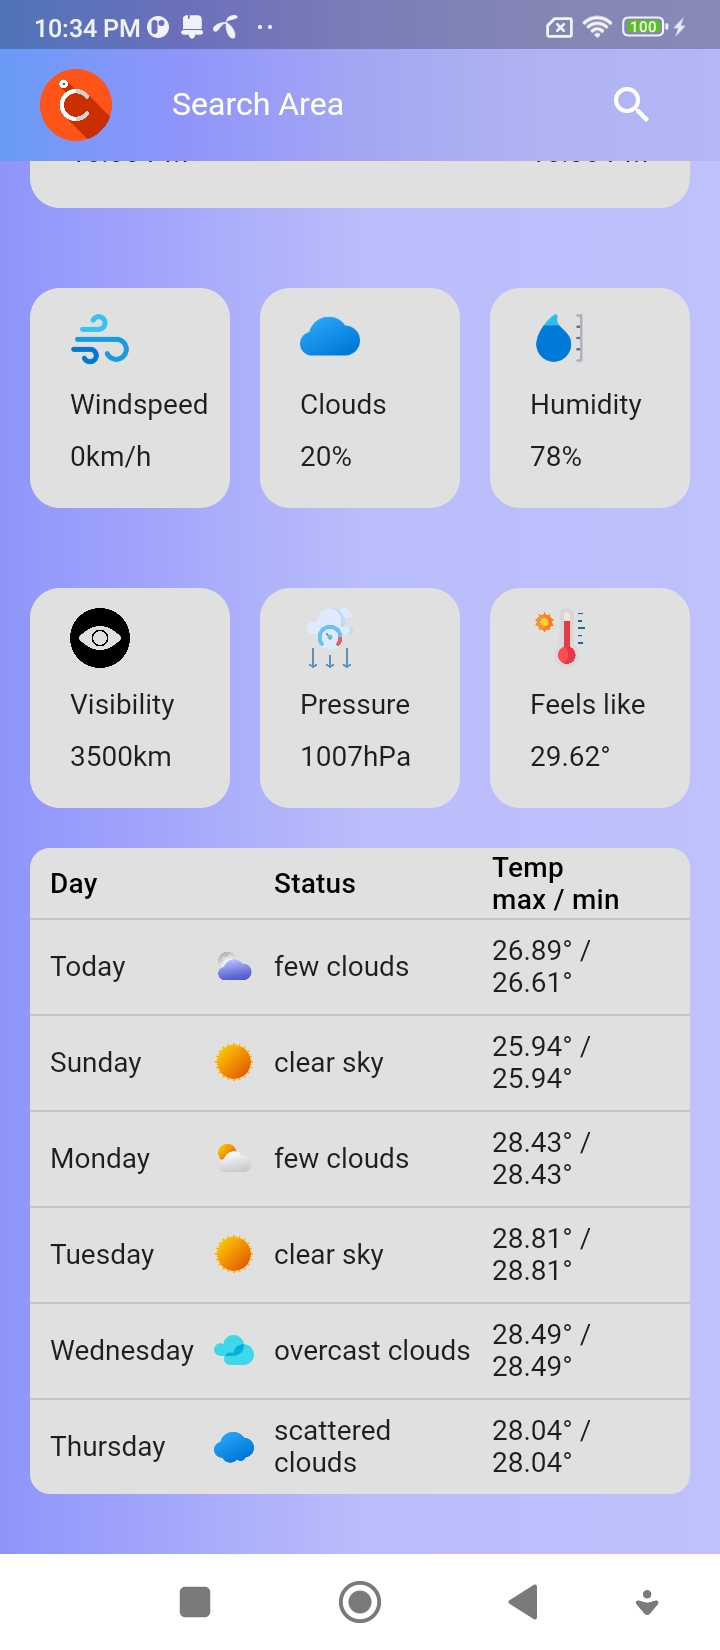 10:34 PM
100
C
Search Area
Windspeed
0km/h
Clouds
20%
Humidity
78%
Visibility
3500km
Pressure
1007hPa
Feels like
29.62°
Day
Status
Temp
max / min
Today
few clouds
26.89° /
26.61°
Sunday
clear sky
25.94° /
25.94°
Monday
few clouds
28.43° /
28.43°
Tuesday
clear sky
28.81° /
28.81°
Wednesday
overcast clouds
28.49° /
28.49°
Thursday
scattered
clouds
28.04° /
28.04°